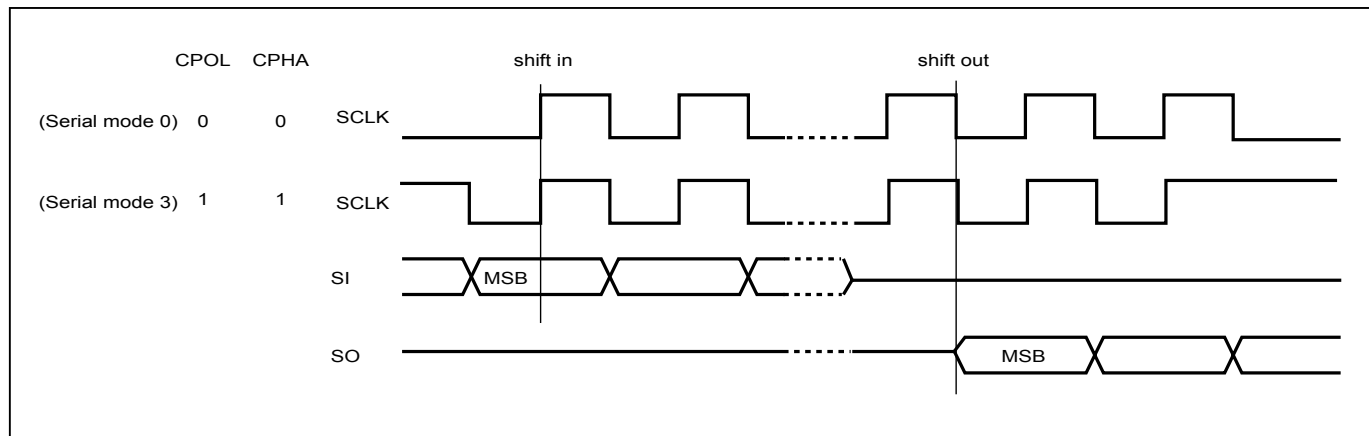 CPOL CPHA shift in shift out
(Serial mode 0) 0 0 SCLK
(Serial mode 3) 1 1 SCLK
SI MSB
SO MSB